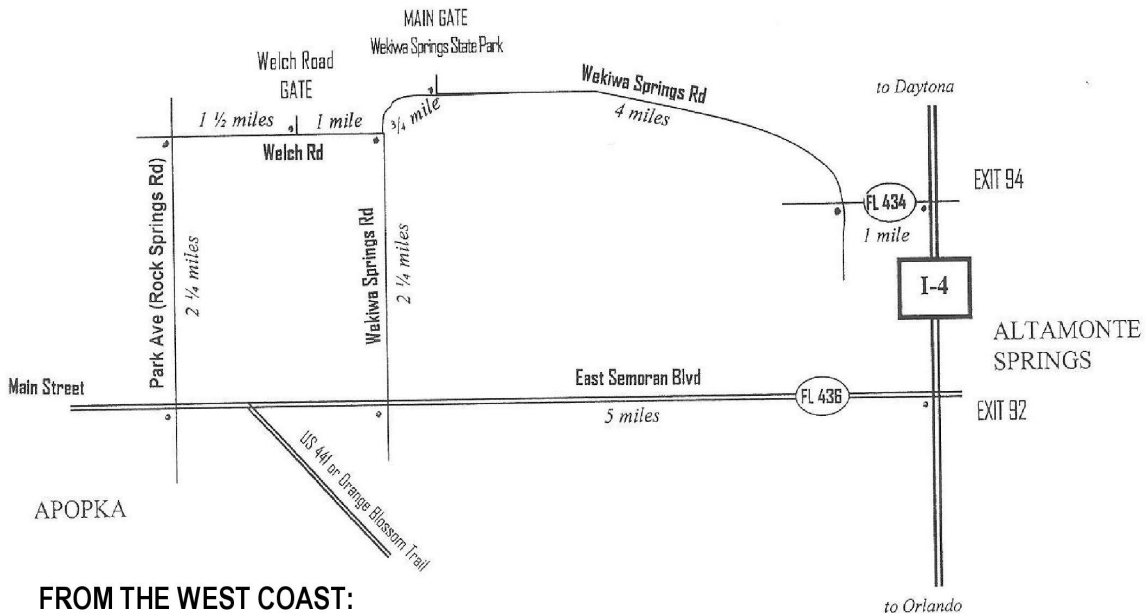 MAIN GATE
Wekiwa Springs State Park
Welch Road
GATE
Wekiwa Springs Rd
to Daytona
1 ½ miles
1 mile
¾ mile
4 miles
Welch Rd
EXIT 94
FL 434
1 mile
Park Ave (Rock Springs Rd)
2 ¼ miles
Wekiwa Springs Rd
2 ¼ miles
I-4
ALTAMONTE
SPRINGS
Main Street
East Semoran Blvd
FL 436
5 miles
EXIT 92
US 441 or Orange Blossom Trail
APOPKA
FROM THE WEST COAST:
to Orlando